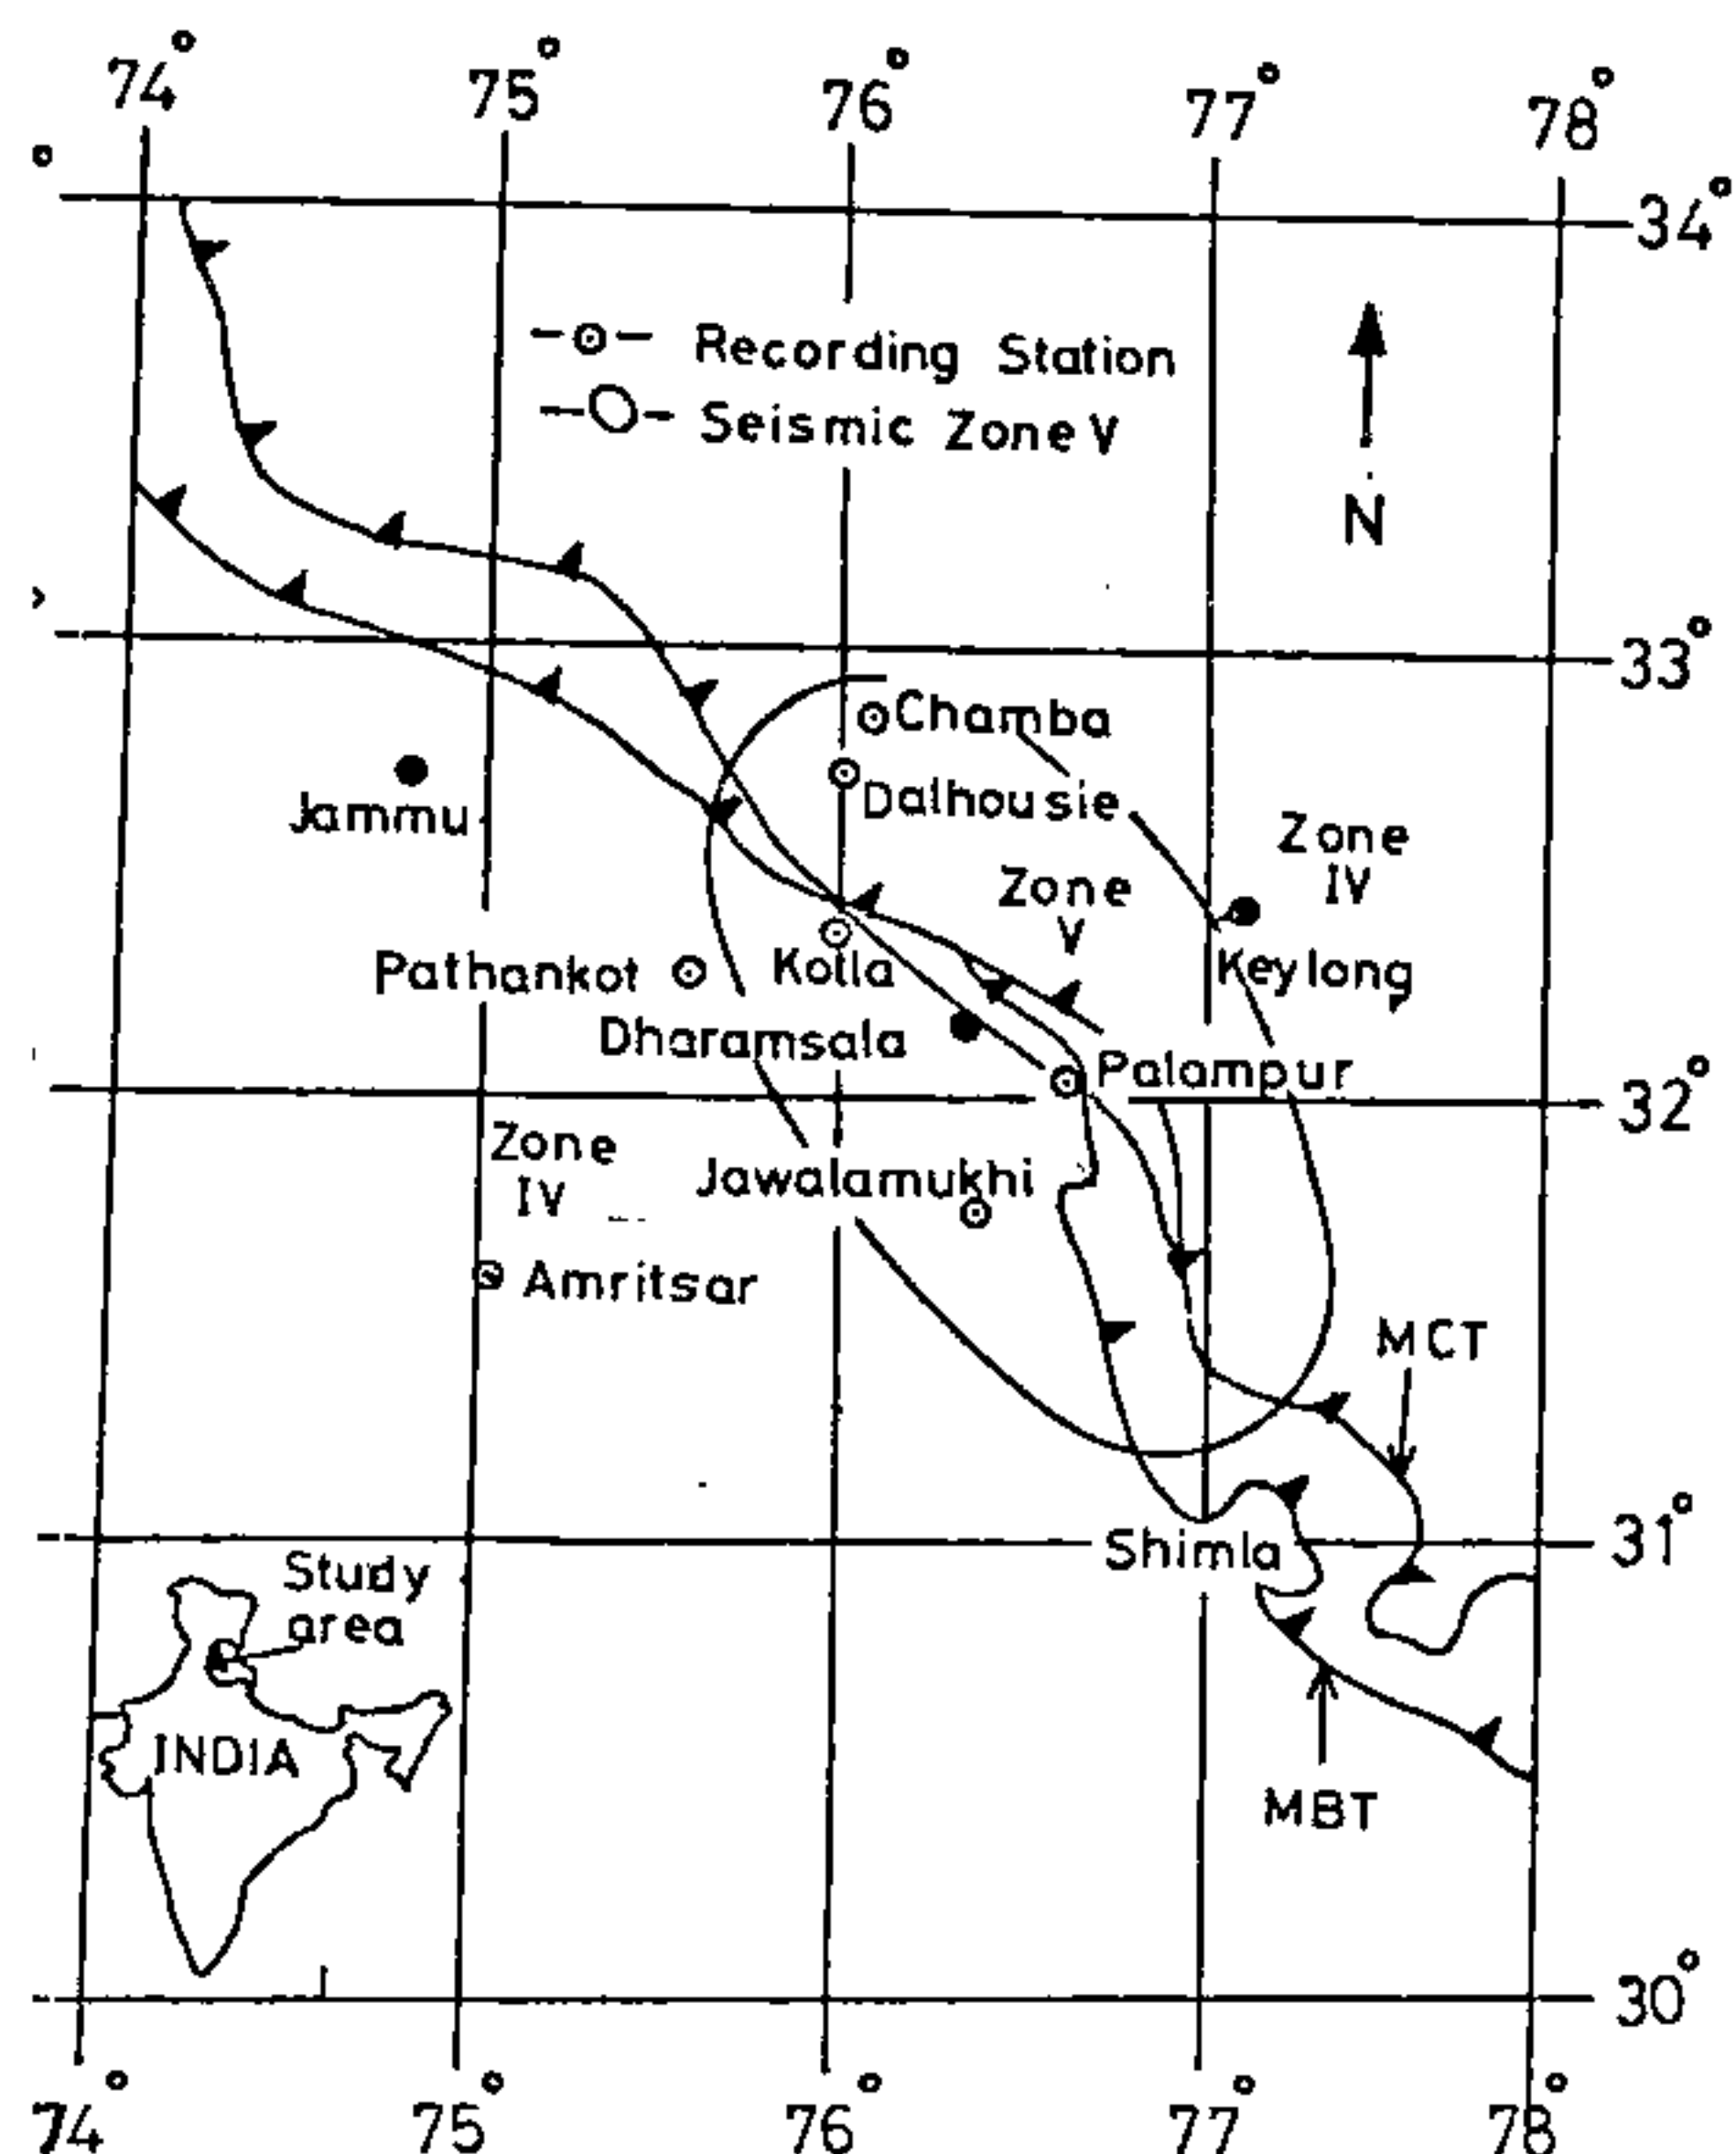 74° 75° 76° 77° 78°
34°
-⊙- Recording Station
-○- Seismic Zone V
N
33°
Chamba
Dalhousie
Jammu
Zone
IV
Zone
V
Keylong
Pathankot
Kotla
Dharamsala
Palampur
32°
Zone
IV
Jawalamukhi
Amritsar
MCT
Shimla
31°
Study
area
INDIA
MBT
30°
74° 75° 76° 77° 78°